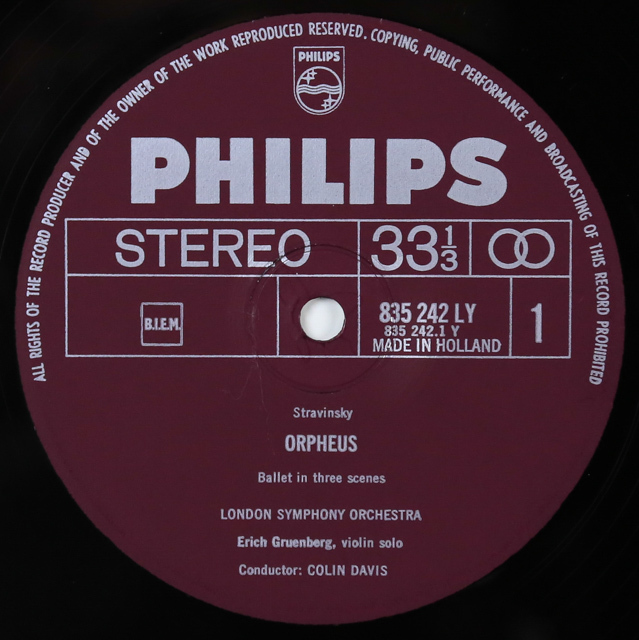 ALL RIGHTS OF THE RECORD PRODUCER AND OF THE OWNER OF THE WORK REPRODUCED RESERVED. COPYING, PUBLIC PERFORMANCE AND BROADCASTING OF THIS RECORD PROHIBITED
PHILIPS
PHILIPS
STEREO 33 1/3
B.I.E.M. 835 242 LY 1
835 242.1 Y
MADE IN HOLLAND
Stravinsky
ORPHEUS
Ballet in three scenes
LONDON SYMPHONY ORCHESTRA
Erich Gruenberg, violin solo
Conductor: COLIN DAVIS